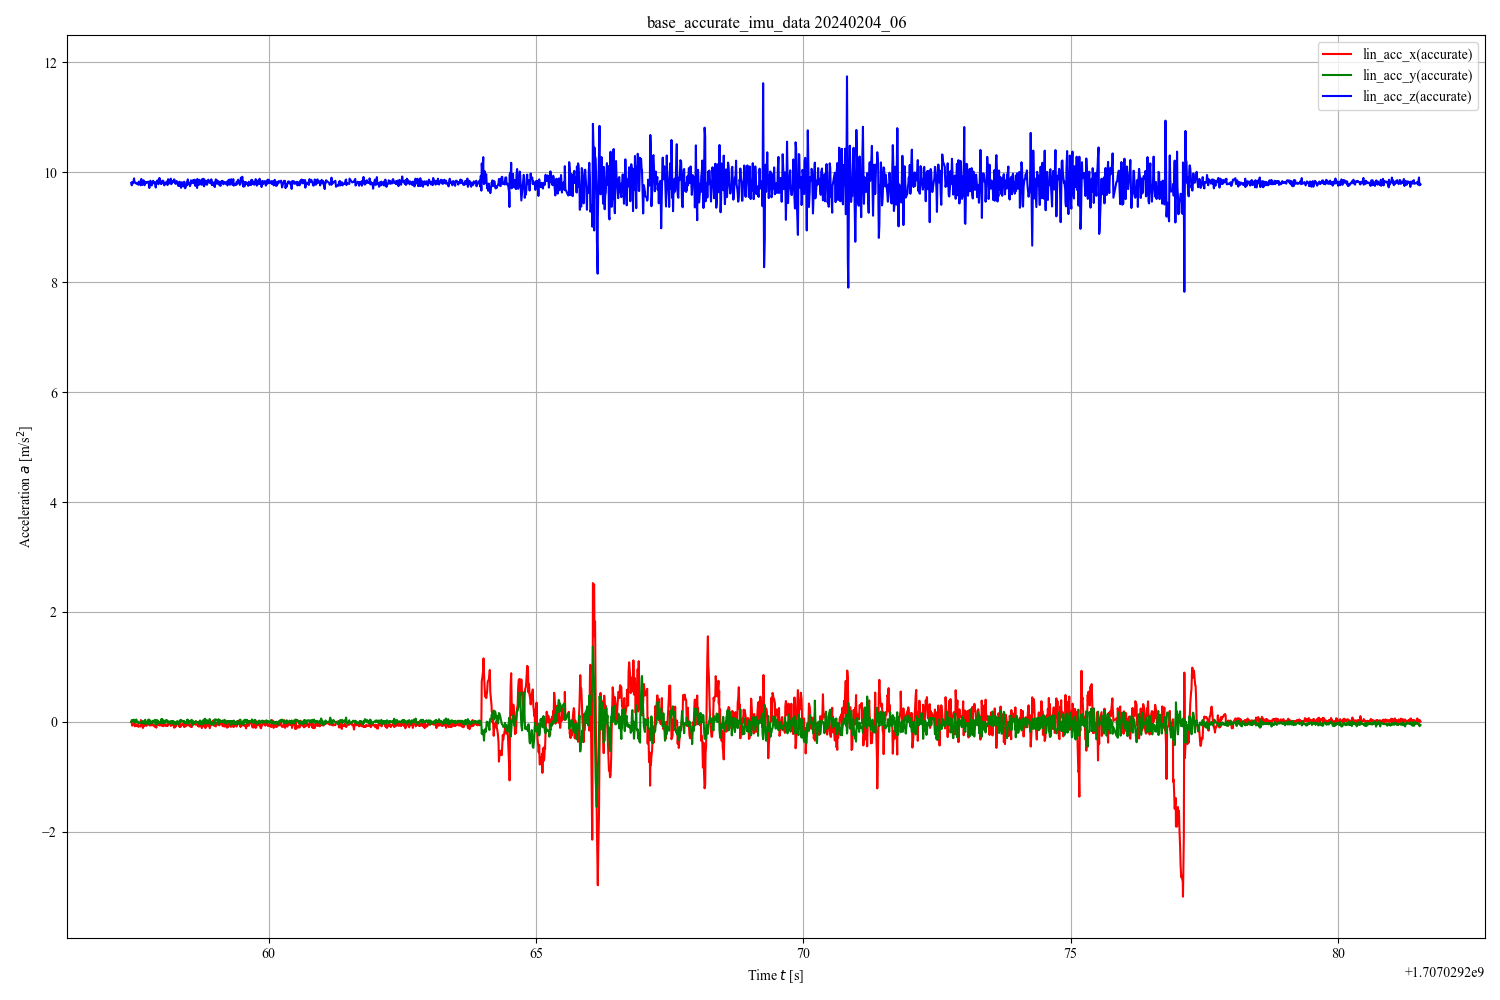 base_accurate_imu_data 20240204_06
lin_acc_x(accurate)
lin_acc_y(accurate)
lin_acc_z(accurate)
12
10
8
6
4
2
0
−2
Acceleration a [m/s²]
60
65
70
75
80
Time t [s]
+1.7070292e9